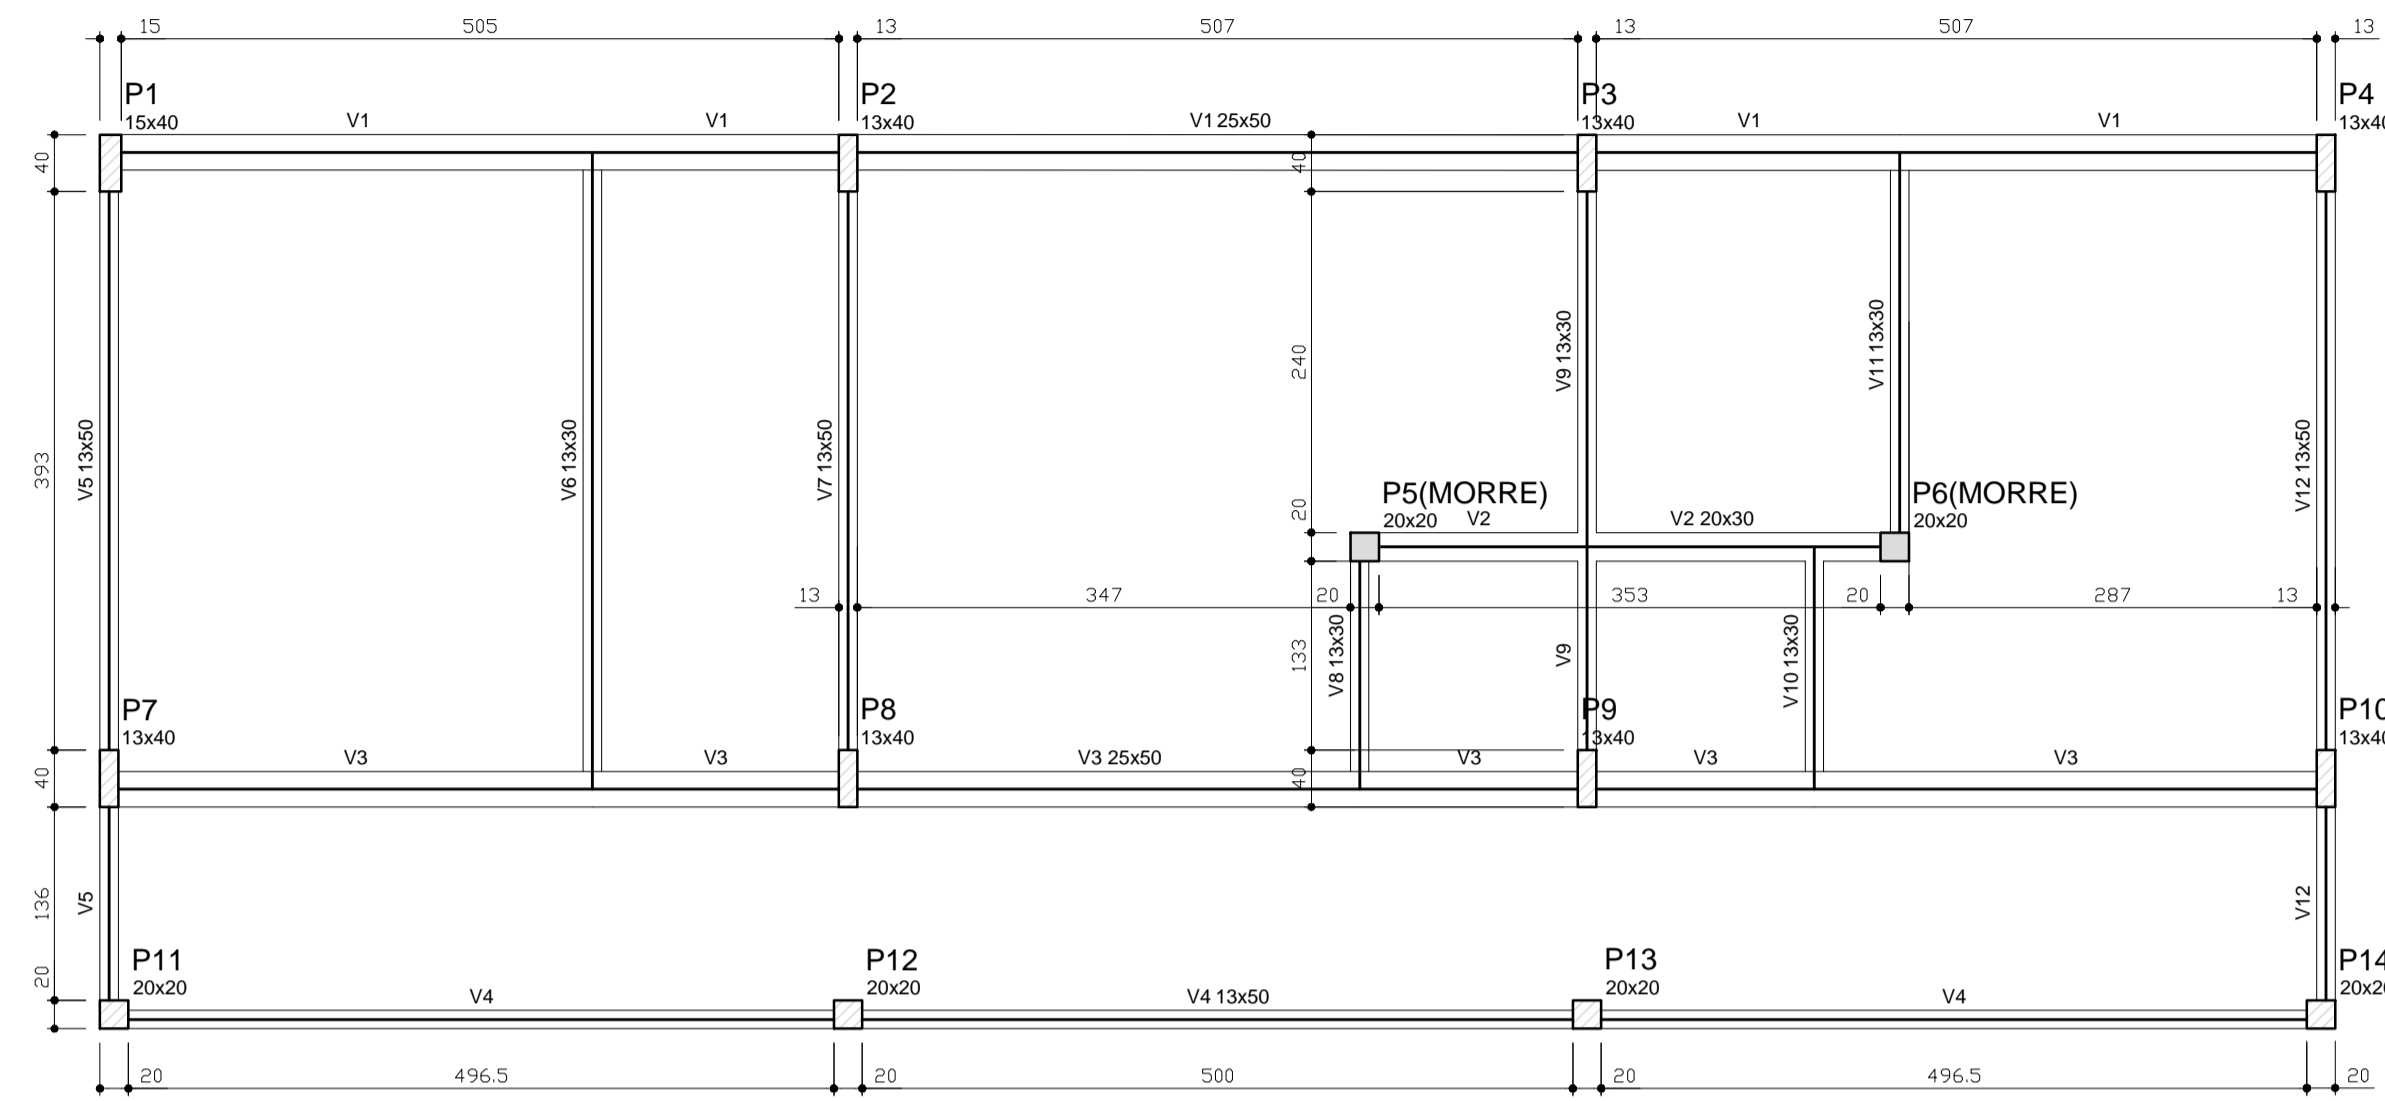 15 505 13 507 13 507 13
P1 P2 P3 P4
15x40 13x40 13x40 13x40
V1 V1 V1 25x50 V1 V1
40 40
V5 13x50 V6 13x30 V7 13x50 V9 13x30 V11 13x30 V12 13x50
393 240
P5(MORRE) P6(MORRE)
20x20 V2 V2 20x30 20x20
20
13 347 20 353 20 287 13
133 V8 13x30 V9 V10 13x30
P7 P8 P9 P10
13x40 13x40 13x40 13x40
V3 V3 V3 25x50 V3 V3 V3
40 40
136 V5 V12
P11 P12 P13 P14
20x20 20x20 20x20 20x20
20 V4 V4 13x50 V4
20 496.5 20 500 20 496.5 20